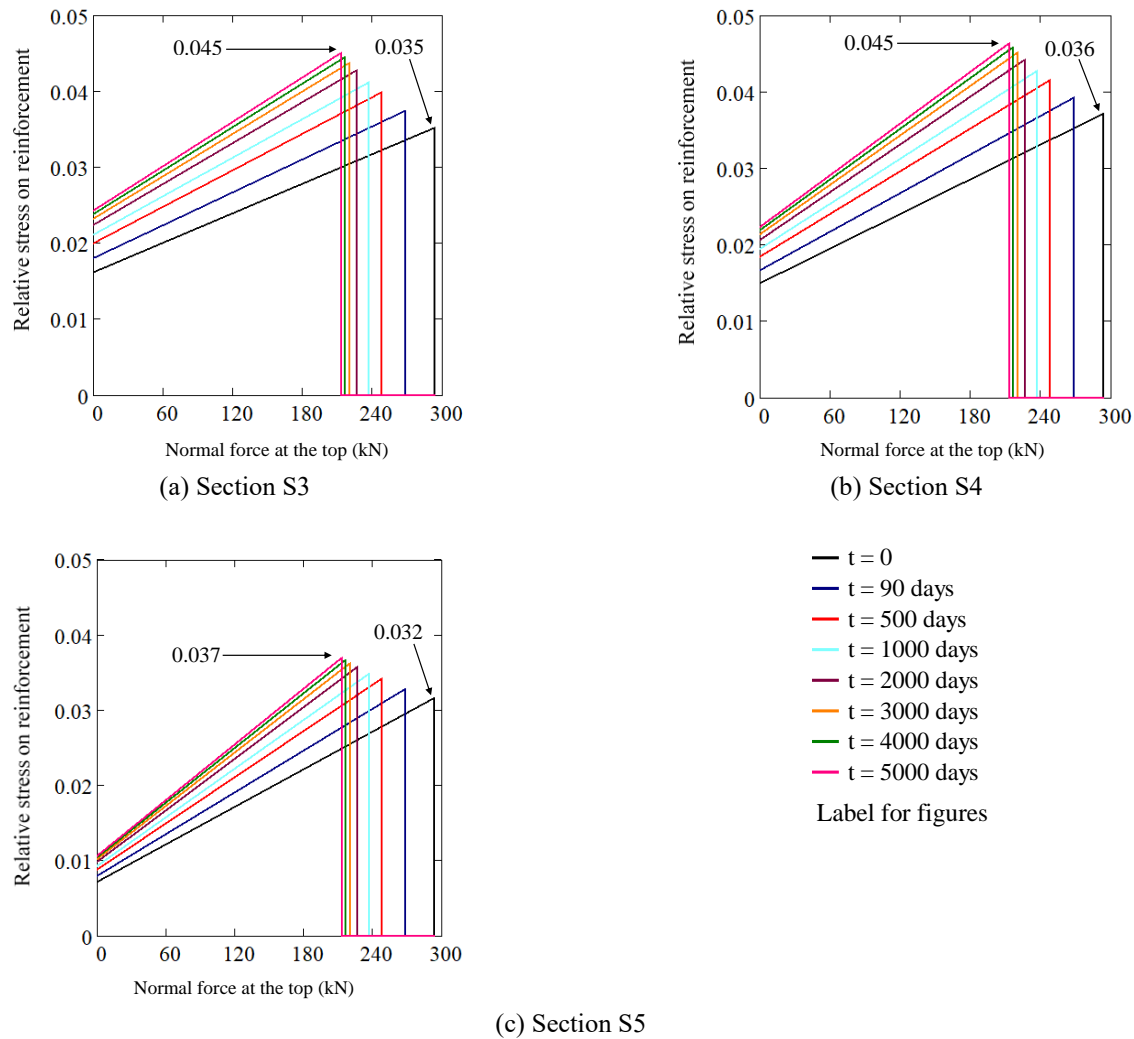 0.05
0.04
0.03
0.02
0.01
0
0 60 120 180 240 300
Relative stress on reinforcement
Normal force at the top (kN)
0.045
0.035
(a) Section S3
0.05
0.04
0.03
0.02
0.01
0
0 60 120 180 240 300
Relative stress on reinforcement
Normal force at the top (kN)
0.045
0.036
(b) Section S4
0.05
0.04
0.03
0.02
0.01
0
0 60 120 180 240 300
Relative stress on reinforcement
Normal force at the top (kN)
0.037
0.032
(c) Section S5
t = 0
t = 90 days
t = 500 days
t = 1000 days
t = 2000 days
t = 3000 days
t = 4000 days
t = 5000 days
Label for figures